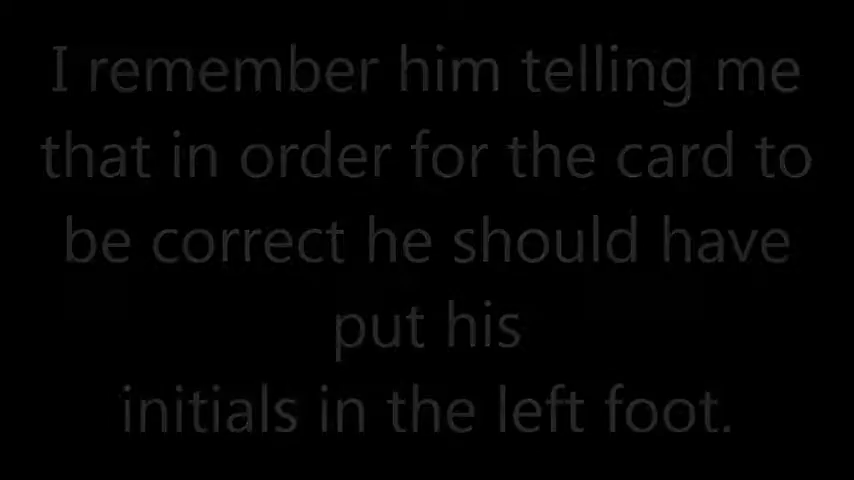 I remember him telling me
that in order for the card to
be correct he should have
put his
initials in the left foot.